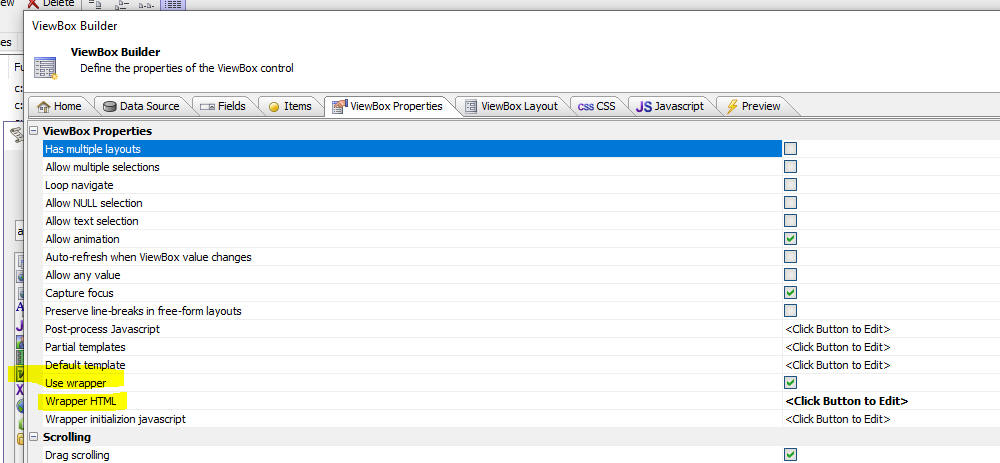 ew Delete
ViewBox Builder
es
ViewBox Builder
Define the properties of the ViewBox control
Fu
c:
c:
Home Data Source Fields Items ViewBox Properties ViewBox Layout CSS CSS JS Javascript Preview
ViewBox Properties
Has multiple layouts
Allow multiple selections
Loop navigate
Allow NULL selection
Allow text selection
a
Allow animation
Auto-refresh when ViewBox value changes
Allow any value
Capture focus
Preserve line-breaks in free-form layouts
Post-process Javascript <Click Button to Edit>
Partial templates <Click Button to Edit>
Default template <Click Button to Edit>
Use wrapper
Wrapper HTML <Click Button to Edit>
Wrapper initializion javascript <Click Button to Edit>
Scrolling
Drag scrolling